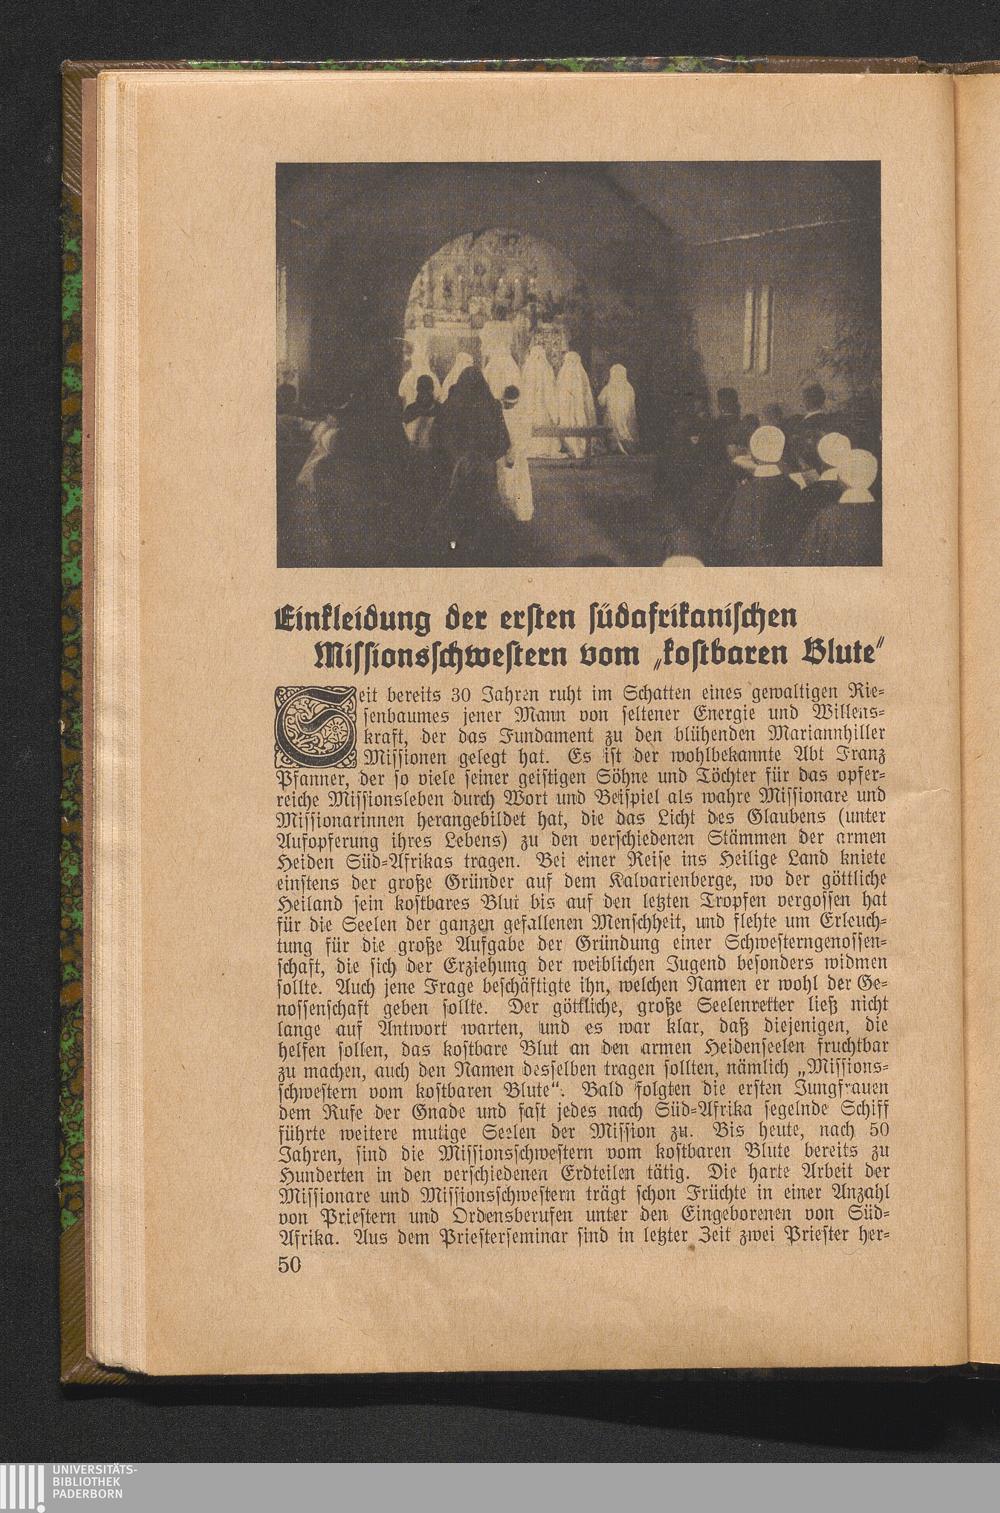 Einkleidung der ersten südafrikanischen
Missionsschwestern vom „kostbaren Blute“
Seit bereits 30 Jahren ruht im Schatten eines gewaltigen Rie-
senbaumes jener Mann von seltener Energie und Willens-
kraft, der das Fundament zu den blühenden Mariannhiller
Missionen gelegt hat. Es ist der wohlbekannte Abt Franz
Pfanner, der so viele seiner geistigen Söhne und Töchter für das opfer-
reiche Missionsleben durch Wort und Beispiel als wahre Missionare und
Missionarinnen herangebildet hat, die das Licht des Glaubens (unter
Aufopferung ihres Lebens) zu den verschiedenen Stämmen der armen
Heiden Süd-Afrikas tragen. Bei einer Reise ins Heilige Land kniete
einstens der große Gründer auf dem Kalvarienberge, wo der göttliche
Heiland sein kostbares Blut bis auf den letzten Tropfen vergossen hat
für die Seelen der ganzen gefallenen Menschheit, und flehte um Erleuch-
tung für die große Aufgabe der Gründung einer Schwesterngenossen-
schaft, die sich der Erziehung der weiblichen Jugend besonders widmen
sollte. Auch jene Frage beschäftigte ihn, welchen Namen er wohl der Ge-
nossenschaft geben sollte. Der göttliche, große Seelenretter ließ nicht
lange auf Antwort warten, und es war klar, daß diejenigen, die
helfen sollen, das kostbare Blut an den armen Heidenseelen fruchtbar
zu machen, auch den Namen desselben tragen sollten, nämlich „Missions-
schwestern vom kostbaren Blute“. Bald folgten die ersten Jungfrauen
dem Rufe der Gnade und fast jedes nach Süd-Afrika segelnde Schiff
führte weitere mutige Seelen der Mission zu. Bis heute, nach 50
Jahren, sind die Missionsschwestern vom kostbaren Blute bereits zu
Hunderten in den verschiedenen Erdteilen tätig. Die harte Arbeit der
Missionare und Missionsschwestern trägt schon Früchte in einer Anzahl
von Priestern und Ordensberufen unter den Eingeborenen von Süd-
Afrika. Aus dem Priesterseminar sind in letzter Zeit zwei Priester her-
50
UNIVERSITÄTS-
BIBLIOTHEK
PADERBORN